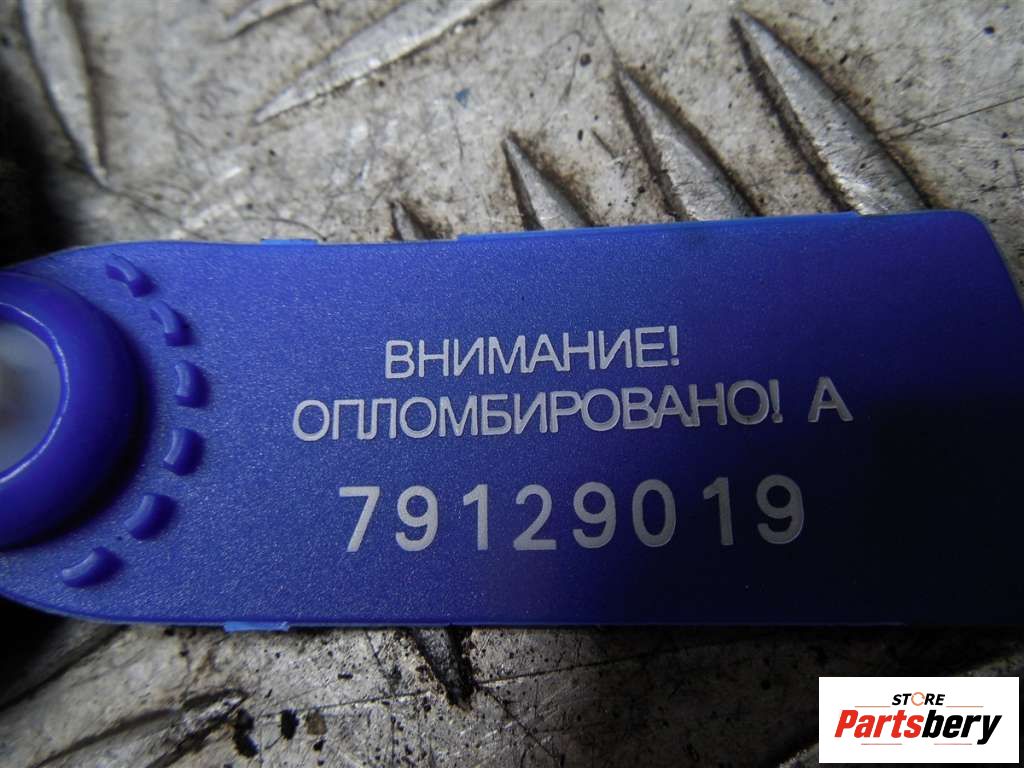 ВНИМАНИЕ!
ОПЛОМБИРОВАНО! А
79129019
STORE
Partsbery